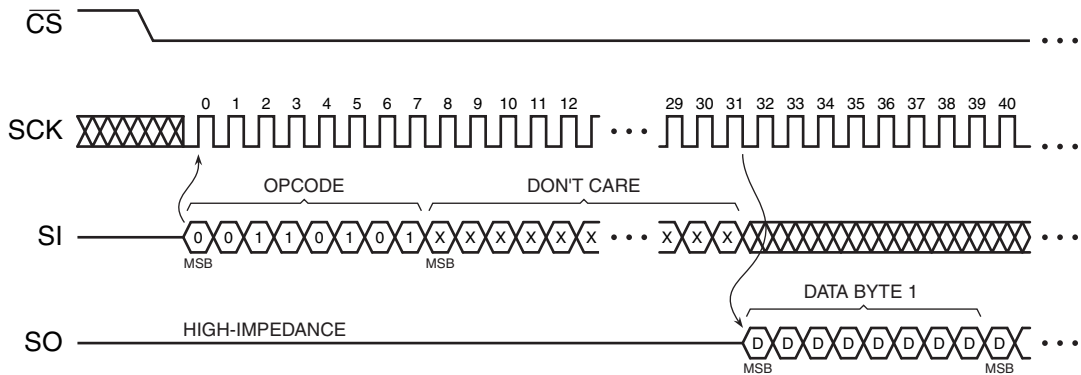 CS
0 1 2 3 4 5 6 7 8 9 10 11 12 29 30 31 32 33 34 35 36 37 38 39 40
SCK
OPCODE DON'T CARE
SI 0 0 1 1 0 1 0 1 X X X X X X X X X
MSB MSB
DATA BYTE 1
HIGH-IMPEDANCE
SO D D D D D D D D D
MSB MSB